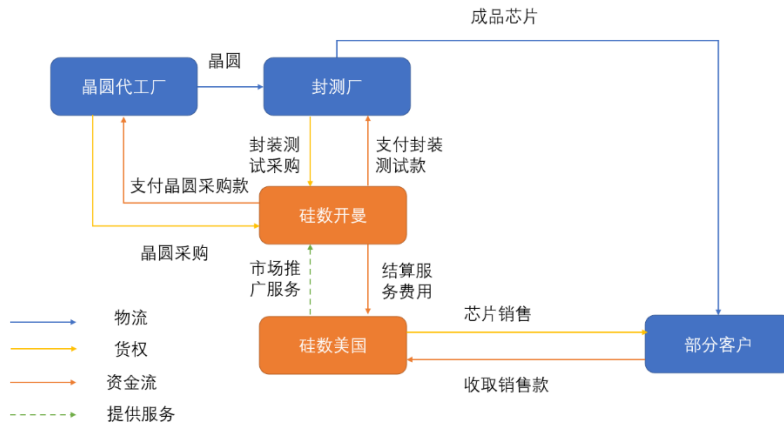 成品芯片
晶圆
晶圆代工厂
封测厂
封装测
试采购
支付封装
测试款
支付晶圆采购款
硅数开曼
晶圆采购
市场推
广服务
结算服
务费用
物流
芯片销售
货权
硅数美国
部分客户
资金流
收取销售款
提供服务